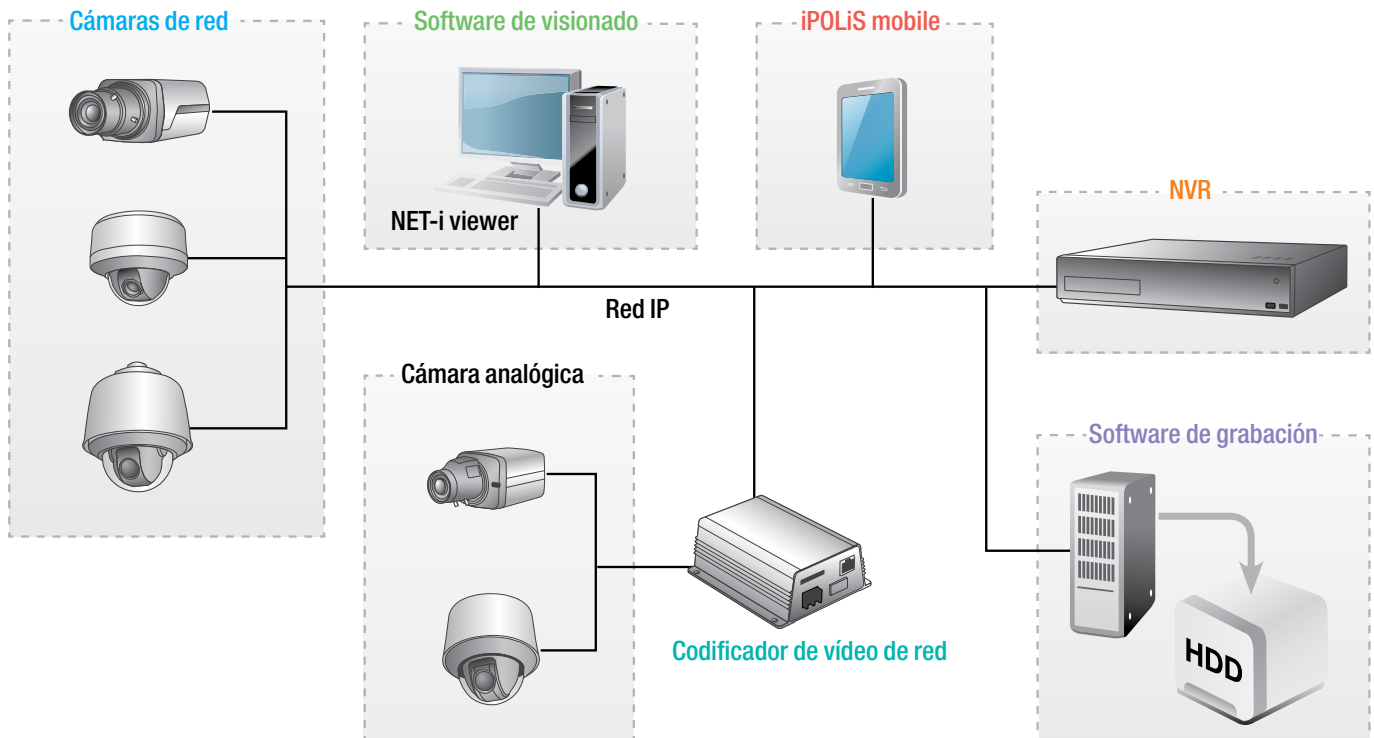 Cámaras de red
Software de visionado
iPOLiS mobile
NVR
NET-i viewer
Red IP
Cámara analógica
Software de grabación
Codificador de vídeo de red
HDD